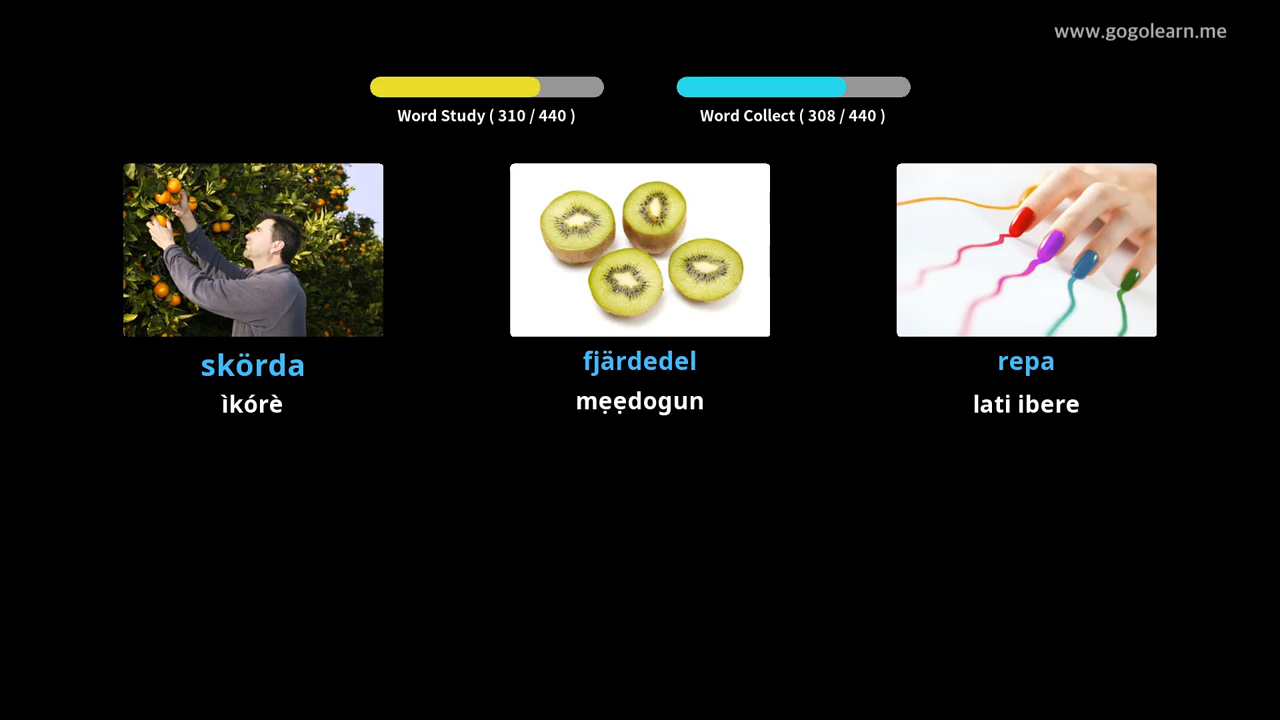 www.gogolearn.me
Word Study ( 310 / 440 )
Word Collect ( 308 / 440 )
skörda
ìkórè
fjärdedel
mẹẹdogun
repa
lati ibere